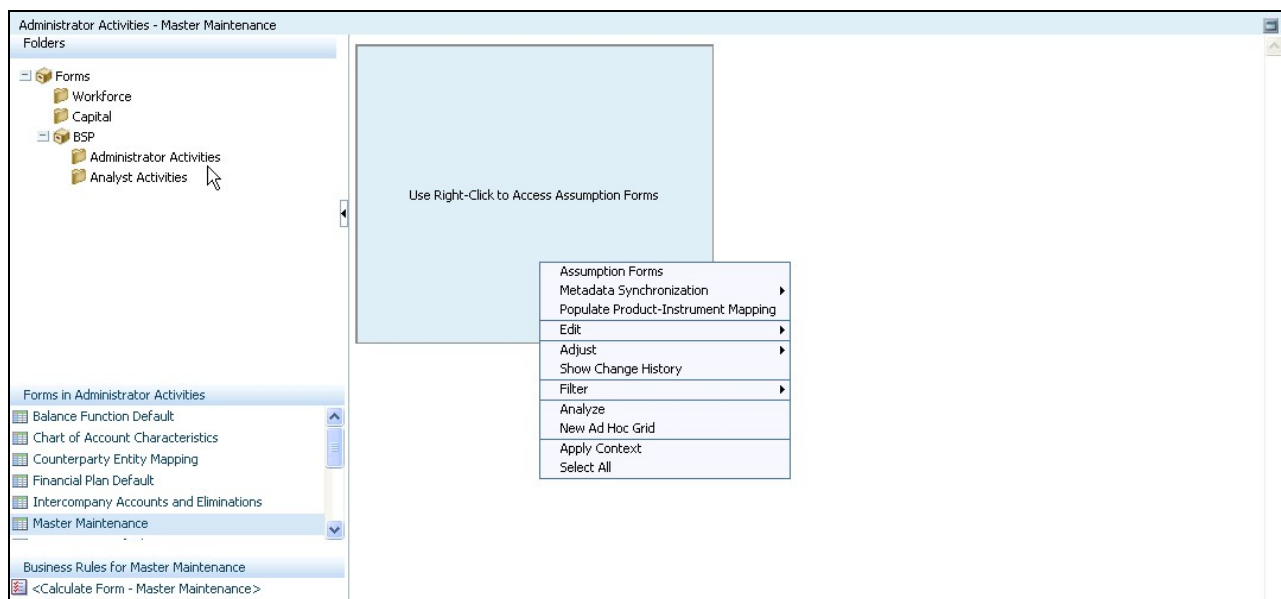 Administrator Activities - Master Maintenance
Folders
Forms
Workforce
Capital
BSP
Administrator Activities
Analyst Activities
Forms in Administrator Activities
Balance Function Default
Chart of Account Characteristics
Counterparty Entity Mapping
Financial Plan Default
Intercompany Accounts and Eliminations
Master Maintenance
Business Rules for Master Maintenance
<Calculate Form - Master Maintenance>
Use Right-Click to Access Assumption Forms
Assumption Forms
Metadata Synchronization
Populate Product-Instrument Mapping
Edit
Adjust
Show Change History
Filter
Analyze
New Ad Hoc Grid
Apply Context
Select All